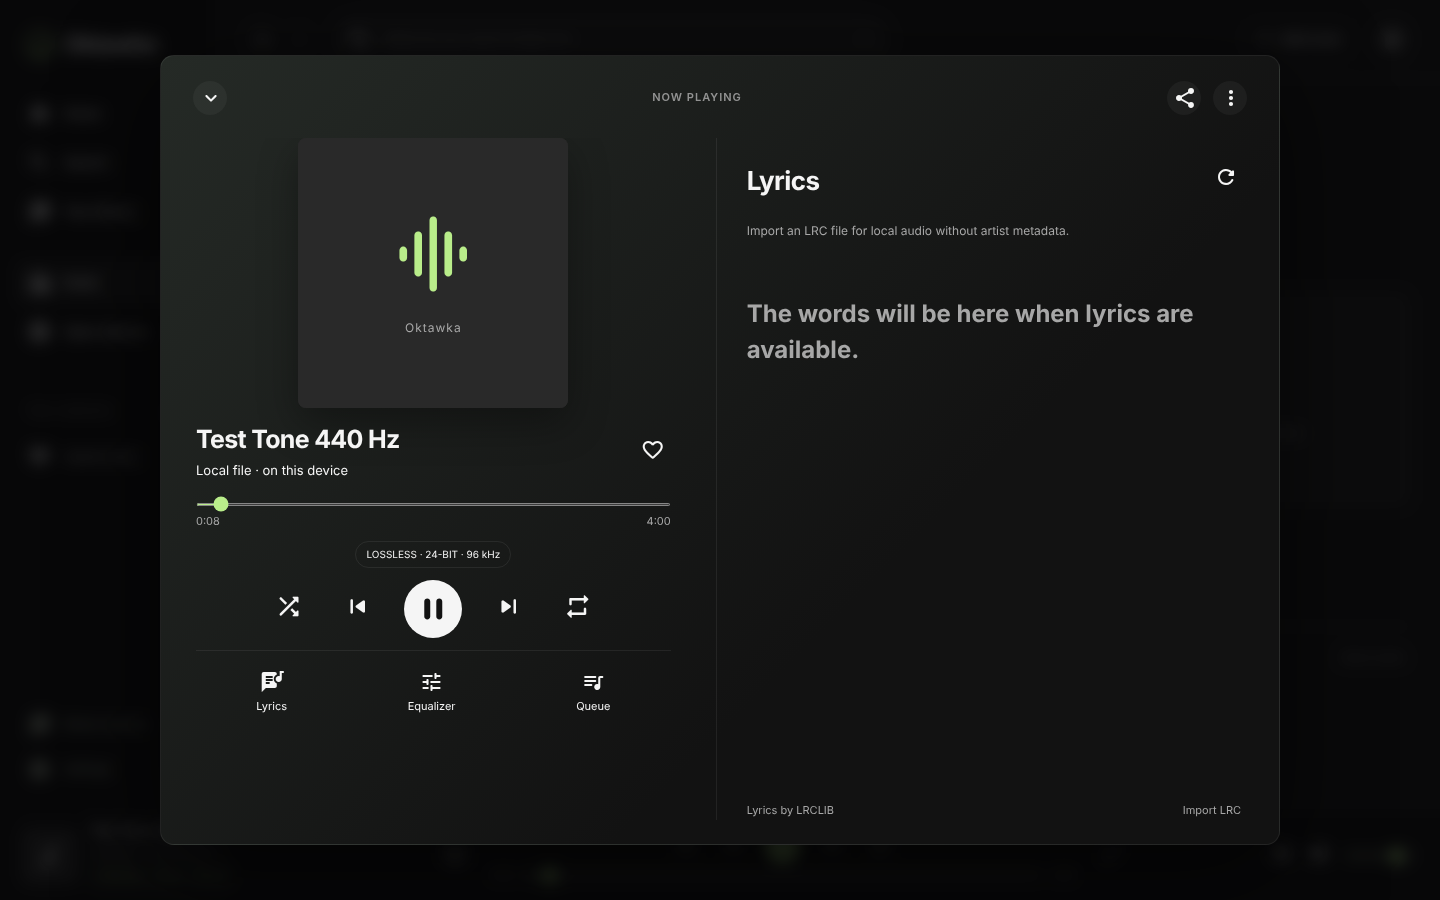 NOW PLAYING
Oktawka
Test Tone 440 Hz
Local file · on this device
0:08
4:00
LOSSLESS · 24-BIT · 96 kHz
Lyrics
Equalizer
Queue
Lyrics
Import an LRC file for local audio without artist metadata.
The words will be here when lyrics are
available.
Lyrics by LRCLIB
Import LRC